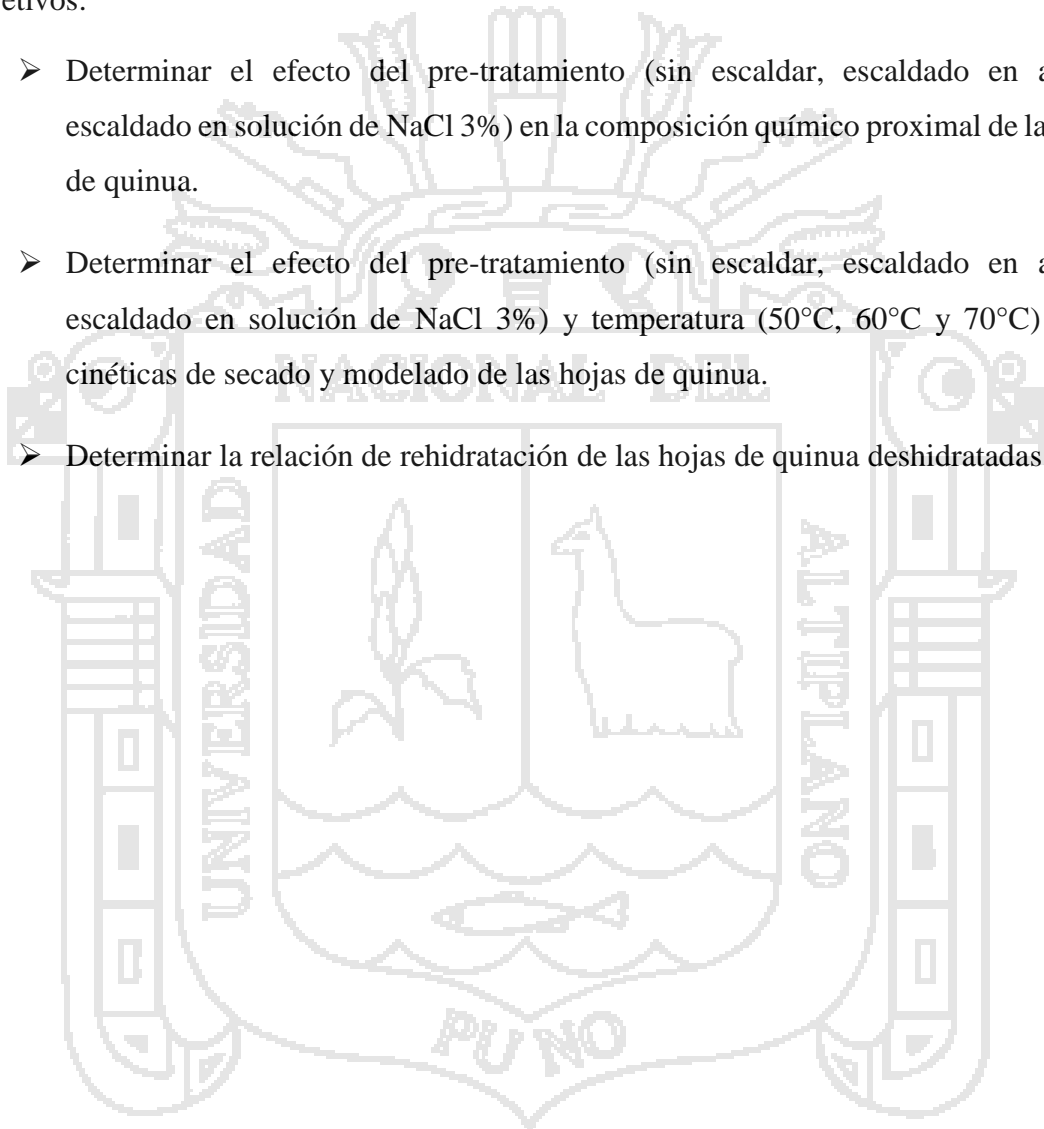 etivos:
➢ Determinar el efecto del pre-tratamiento (sin escaldar, escaldado en a
escaldado en solución de NaCl 3%) en la composición químico proximal de la
de quinua.
➢ Determinar el efecto del pre-tratamiento (sin escaldar, escaldado en a
escaldado en solución de NaCl 3%) y temperatura (50°C, 60°C y 70°C)
cinéticas de secado y modelado de las hojas de quinua.
➢ Determinar la relación de rehidratación de las hojas de quinua deshidratadas
NACIONAL DEL
UNIVERSIDAD
ALTIPLANO
PUNO